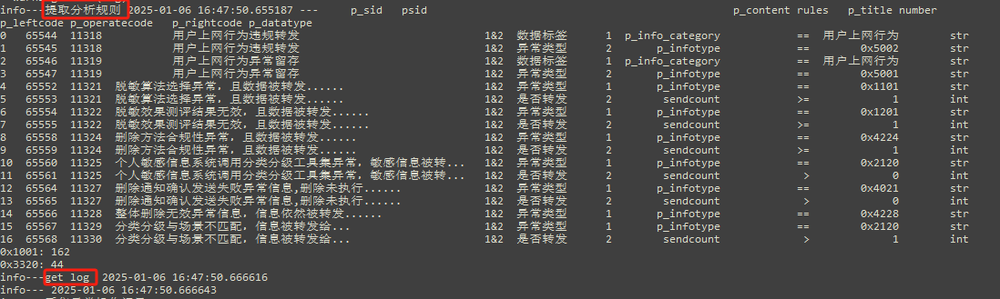 info---提取分析规则 2025-01-06 16:47:50.655187 --- p_sid psid p_content rules p_title number
p_leftcode p_operatecode p_rightcode p_datatype
0 65544 11318 用户上网行为违规转发 1&2 数据标签 1 p_info_category == 用户上网行为 str
1 65545 11318 用户上网行为违规转发 1&2 异常类型 2 p_infotype == 0x5002 str
2 65546 11319 用户上网行为异常留存 1&2 数据标签 1 p_info_category == 用户上网行为 str
3 65547 11319 用户上网行为异常留存 1&2 异常类型 2 p_infotype == 0x5001 str
4 65552 11321 脱敏算法选择异常，且数据被转发...... 1&2 异常类型 1 p_infotype == 0x1101 str
5 65553 11321 脱敏算法选择异常，且数据被转发...... 1&2 是否转发 2 sendcount >= 1 int
6 65554 11322 脱敏效果测评结果无效，且数据被转发...... 1&2 异常类型 1 p_infotype == 0x1201 str
7 65555 11322 脱敏效果测评结果无效，且数据被转发...... 1&2 是否转发 2 sendcount >= 1 int
8 65558 11324 删除方法合规性异常，且数据被转发...... 1&2 异常类型 1 p_infotype == 0x4224 str
9 65559 11324 删除方法合规性异常，且数据被转发...... 1&2 是否转发 2 sendcount >= 1 int
10 65560 11325 个人敏感信息系统调用分类分级工具集异常，敏感信息被转... 1&2 异常类型 1 p_infotype == 0x2120 str
11 65561 11325 个人敏感信息系统调用分类分级工具集异常，敏感信息被转... 1&2 是否转发 2 sendcount > 0 int
12 65564 11327 删除通知确认发送失败异常信息,删除未执行...... 1&2 异常类型 1 p_infotype == 0x4021 str
13 65565 11327 删除通知确认发送失败异常信息,删除未执行...... 1&2 是否转发 2 sendcount > 0 int
14 65566 11328 整体删除无效异常信息，信息依然被转发...... 1&2 异常类型 1 p_infotype == 0x4228 str
15 65567 11329 分类分级与场景不匹配，信息被转发给... 1&2 异常类型 1 p_infotype == 0x2120 str
16 65568 11330 分类分级与场景不匹配，信息被转发给... 1&2 是否转发 2 sendcount > 1 int
0x1001: 162
0x3320: 44
info---get log 2025-01-06 16:47:50.666616
info--- 2025-01-06 16:47:50.666643